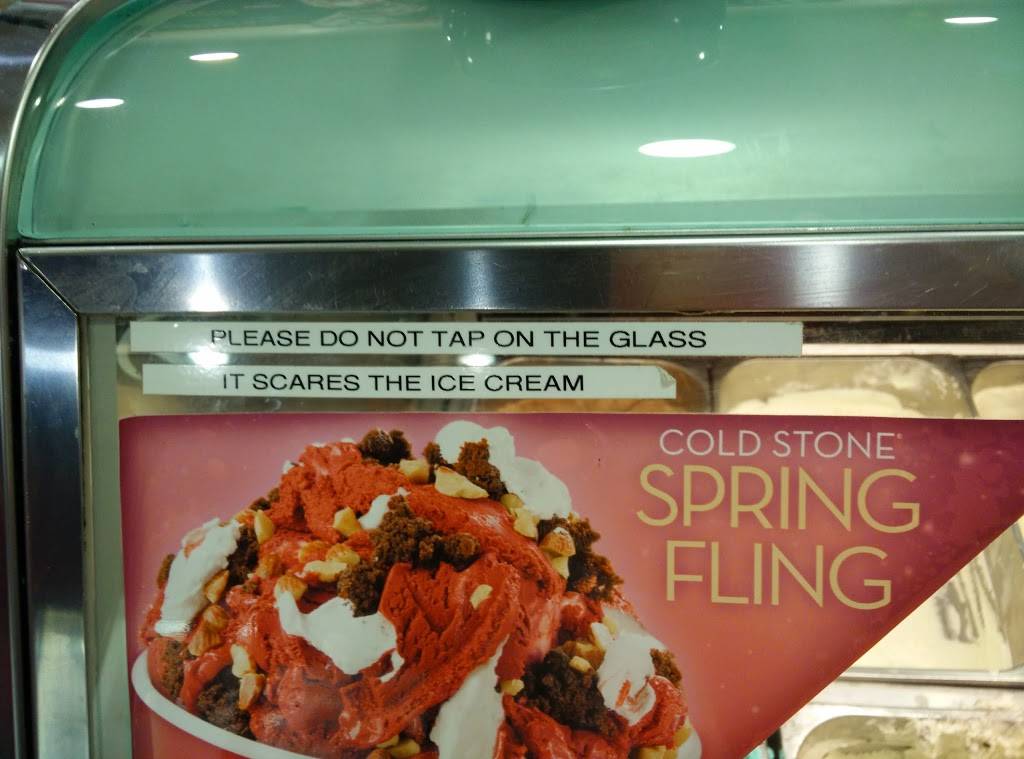 PLEASE DO NOT TAP ON THE GLASS
IT SCARES THE ICE CREAM
COLD STONE
SPRING
FLING